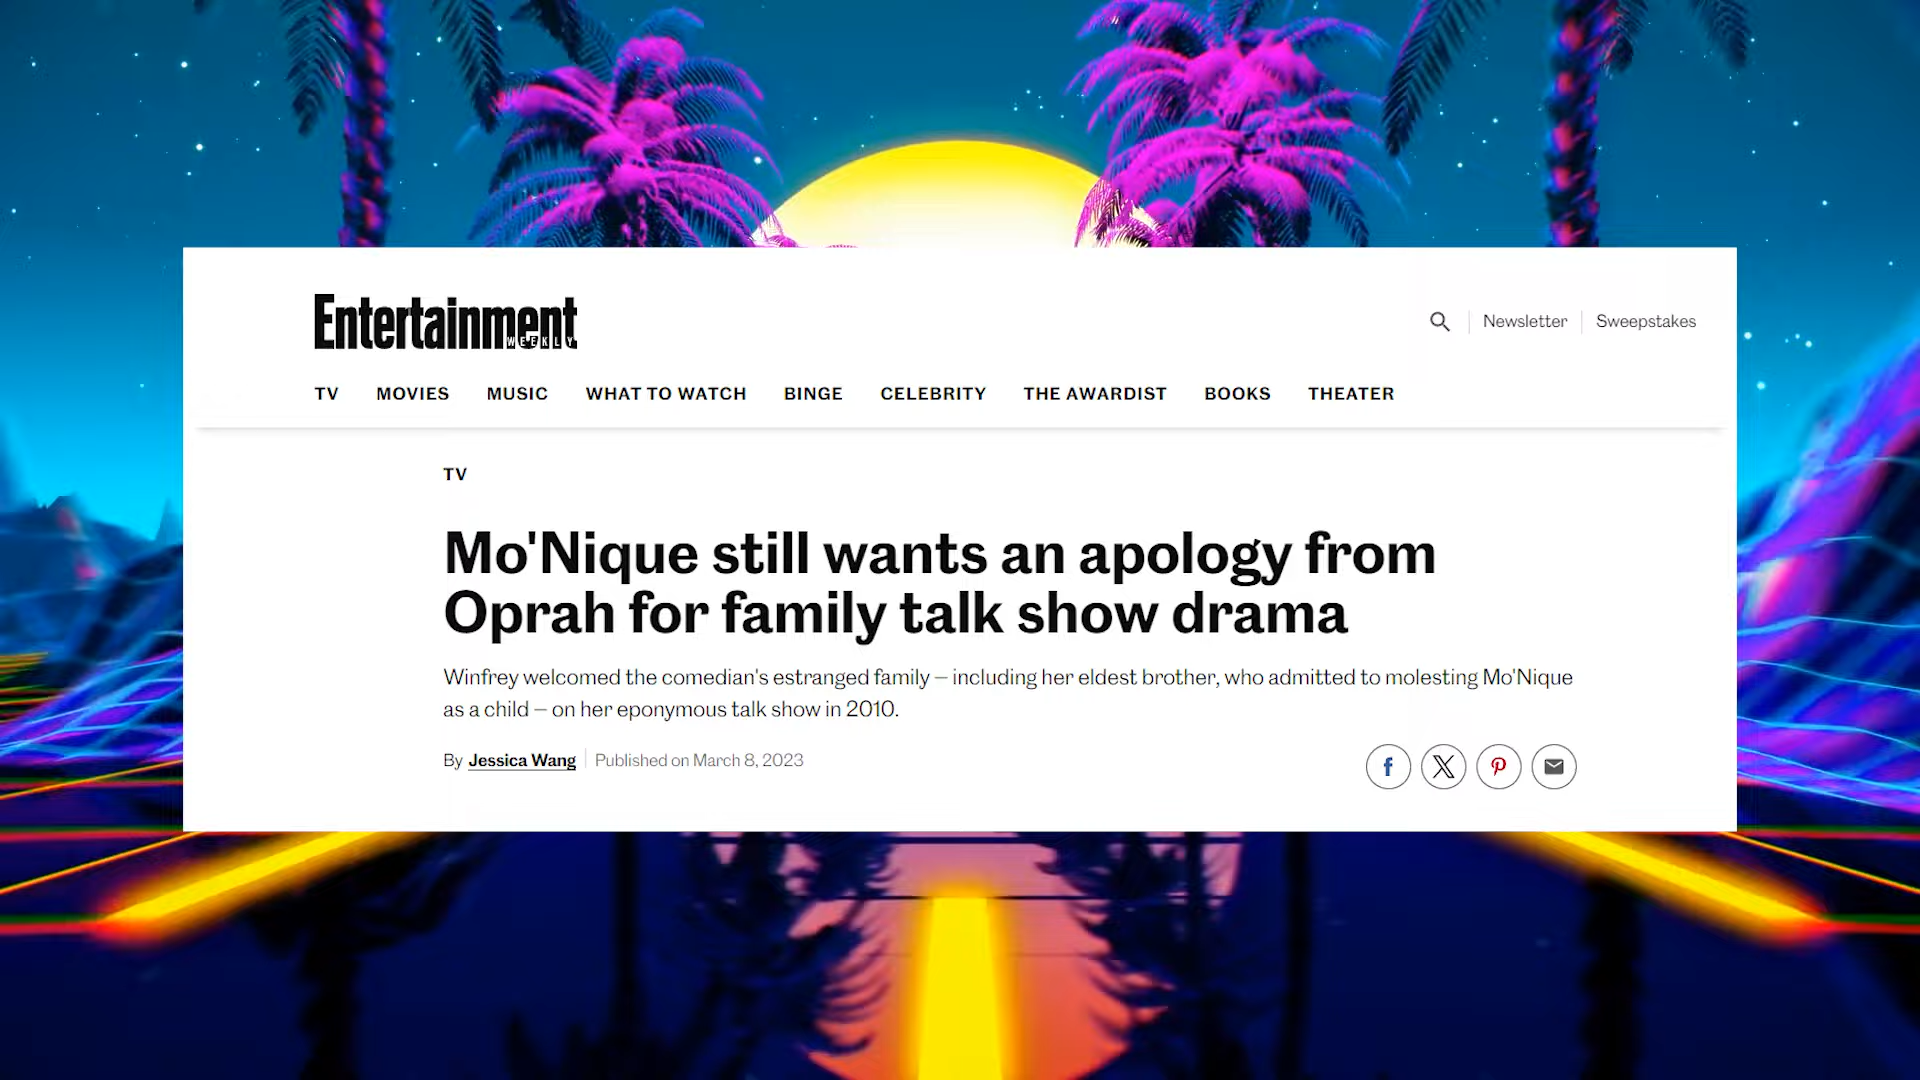 Entertainment
WEEKLY
Newsletter
Sweepstakes
TV MOVIES MUSIC WHAT TO WATCH BINGE CELEBRITY THE AWARDIST BOOKS THEATER
TV
Mo'Nique still wants an apology from
Oprah for family talk show drama
Winfrey welcomed the comedian's estranged family — including her eldest brother, who admitted to molesting Mo'Nique
as a child — on her eponymous talk show in 2010.
By Jessica Wang Published on March 8, 2023